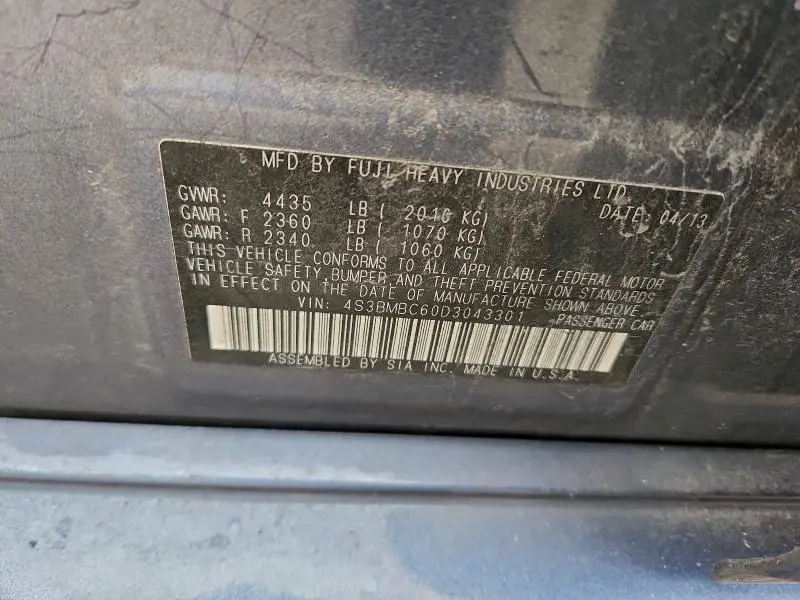 MFD BY FUJI HEAVY INDUSTRIES LTD.
GVWR: 4435 LB ( 2010 KG) DATE: 04/13
GAWR: F 2360 LB ( 1070 KG)
GAWR: R 2340 LB ( 1060 KG)
THIS VEHICLE CONFORMS TO ALL APPLICABLE FEDERAL MOTOR
VEHICLE SAFETY, BUMPER AND THEFT PREVENTION STANDARDS
IN EFFECT ON THE DATE OF MANUFACTURE SHOWN ABOVE.
VIN: 4S3BMBC60D3043301 PASSENGER CAR
ASSEMBLED BY SIA INC. MADE IN U.S.A.